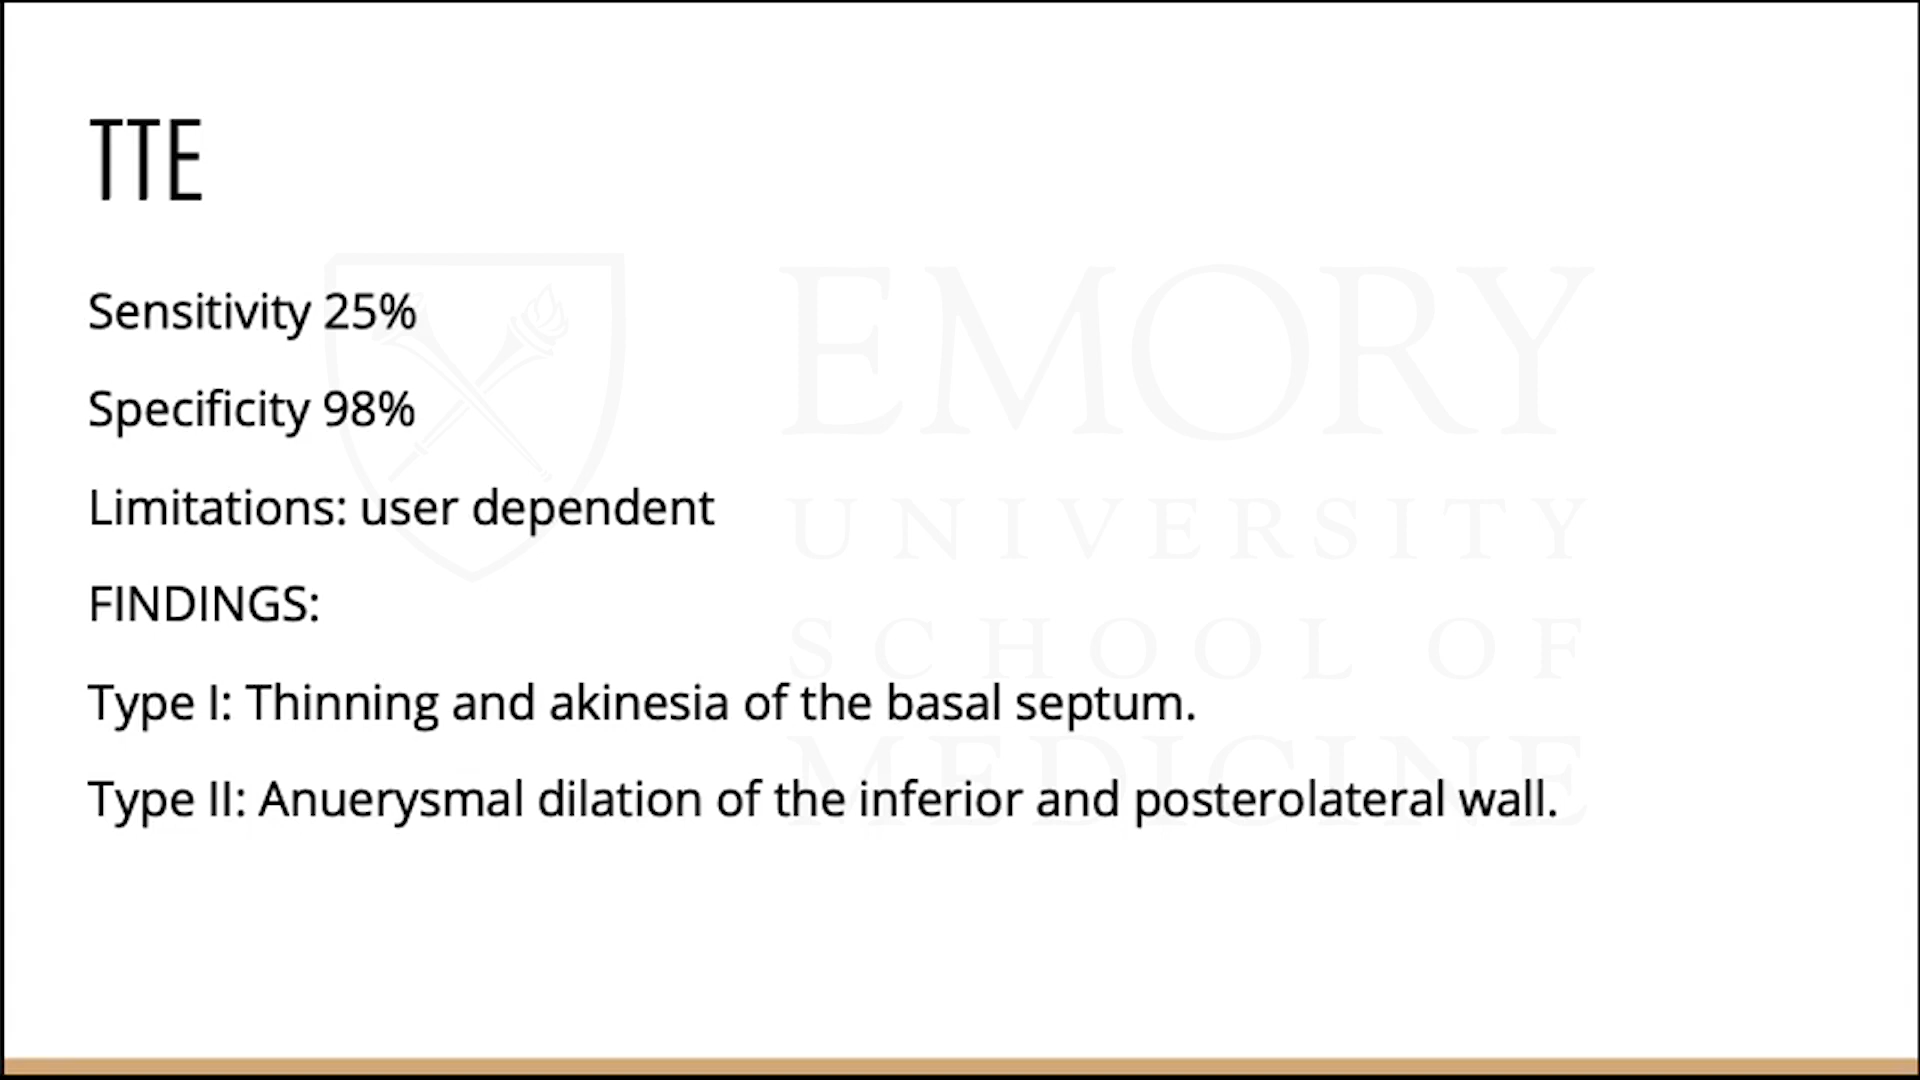 TTE
Sensitivity 25%
Specificity 98%
Limitations: user dependent
FINDINGS:
Type I: Thinning and akinesia of the basal septum.
Type II: Anuerysmal dilation of the inferior and posterolateral wall.
EMORY
UNIVERSITY
SCHOOL OF
MEDICINE